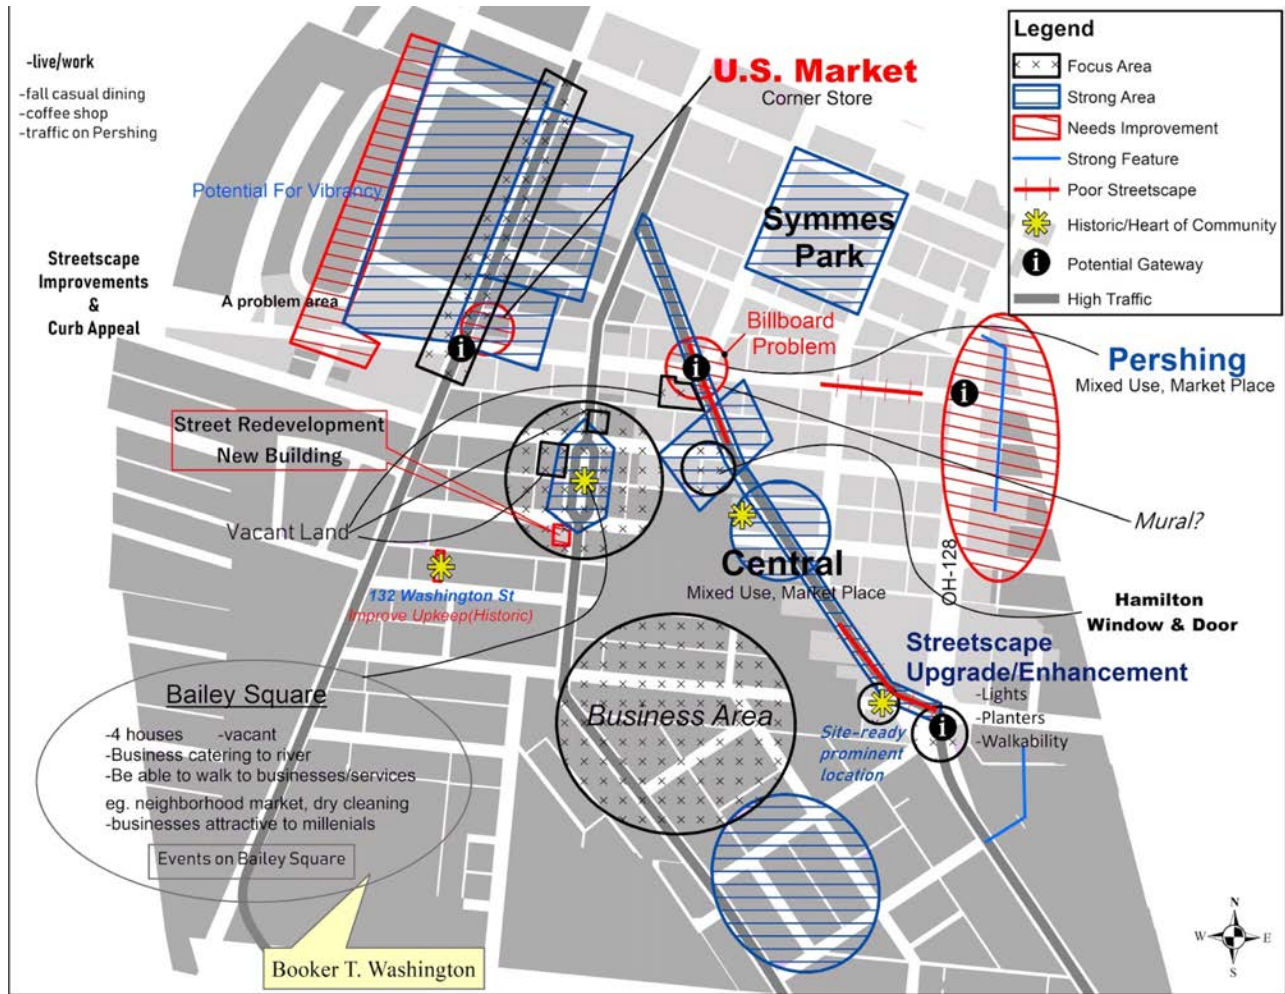 -live/work
-fall casual dining
-coffee shop
-traffic on Pershing
U.S. Market
Corner Store
Legend
Focus Area
Strong Area
Needs Improvement
Strong Feature
Poor Streetscape
Historic/Heart of Community
i
Potential Gateway
High Traffic
Potential For Vibrancy
Symmes
Park
Streetscape
Improvements
&
Curb Appeal
A problem area
i
Billboard
Problem
i
i
Pershing
Mixed Use, Market Place
Street Redevelopment
New Building
Vacant Land
Mural?
Central
Mixed Use, Market Place
OH-128
132 Washington St
Improve Upkeep(Historic)
Hamilton
Window & Door
Streetscape
Upgrade/Enhancement
-Lights
-Planters
-Walkability
i
Site-ready
prominent
location
Business Area
Bailey Square
-4 houses -vacant
-Business catering to river
-Be able to walk to businesses/services
eg. neighborhood market, dry cleaning
-businesses attractive to millenials
Events on Bailey Square
Booker T. Washington
N
W E
S